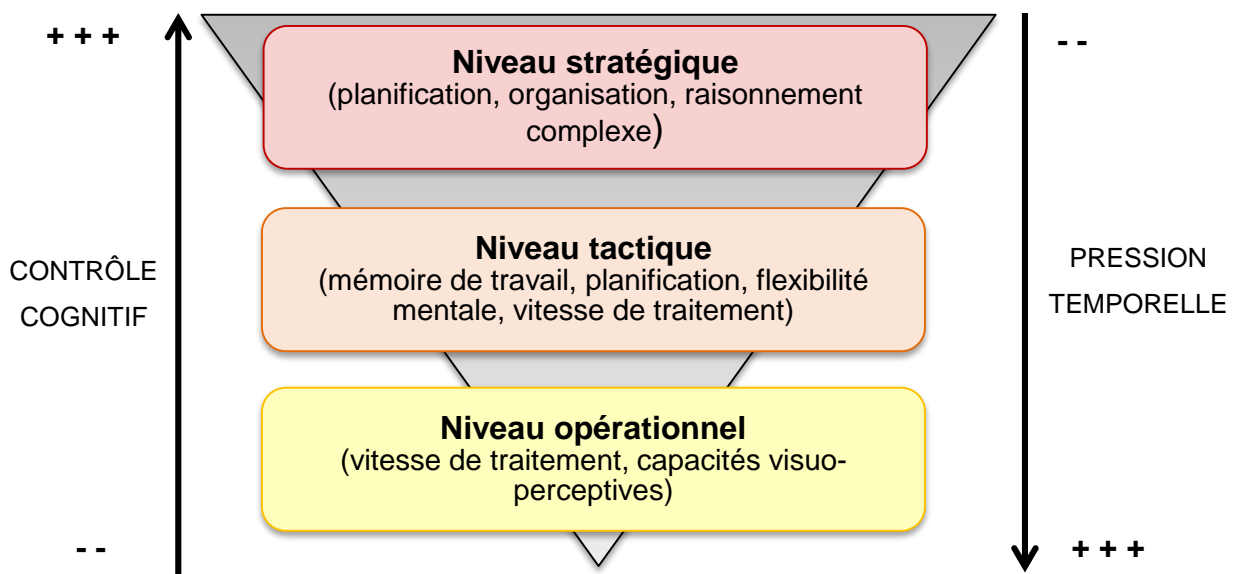 + + +
- -
Niveau stratégique
(planification, organisation, raisonnement
complexe)
Niveau tactique
(mémoire de travail, planification, flexibilité
mentale, vitesse de traitement)
CONTRÔLE
COGNITIF
PRESSION
TEMPORELLE
Niveau opérationnel
(vitesse de traitement, capacités visuo-
perceptives)
- -
+ + +